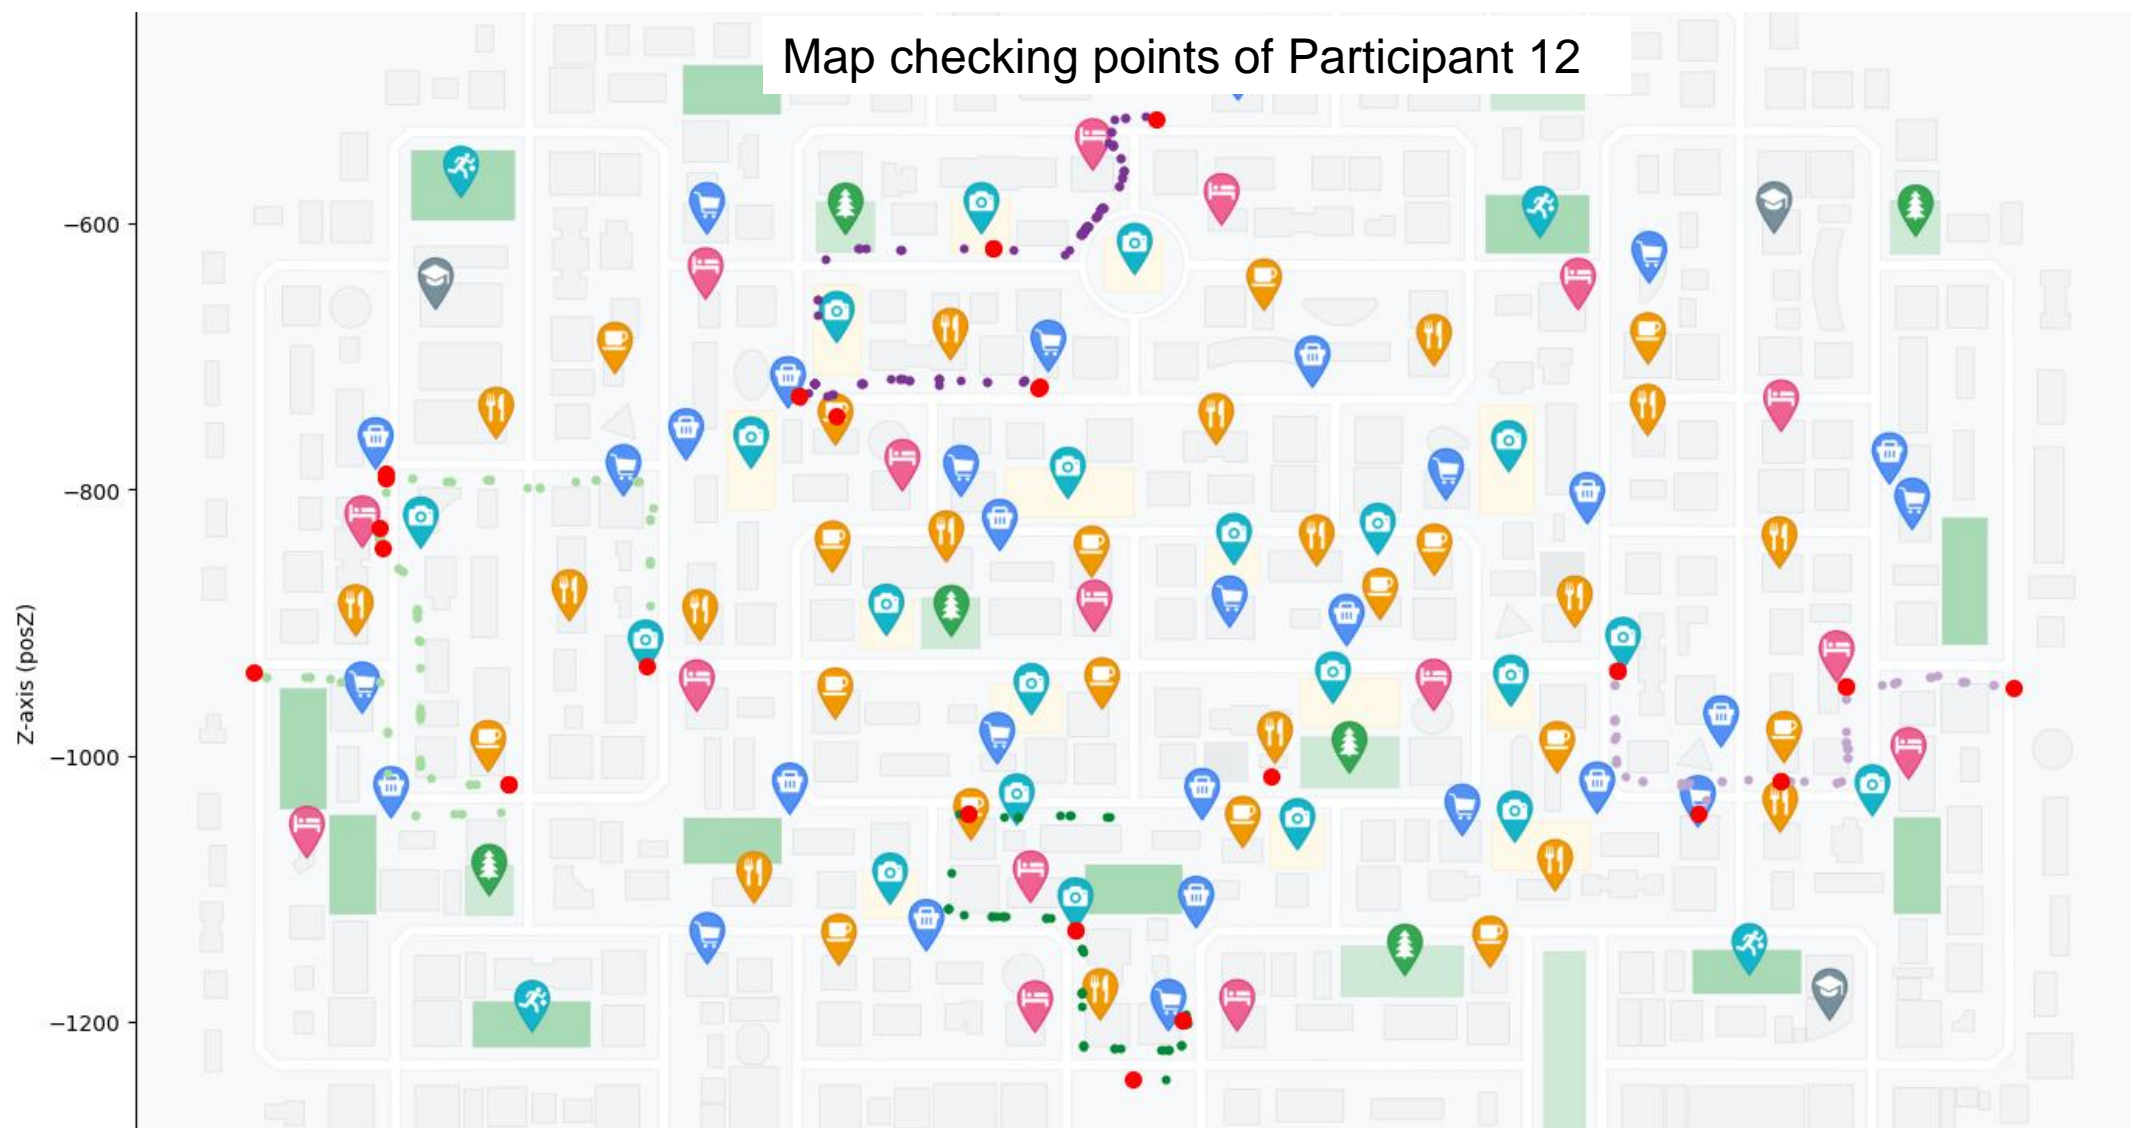 Map checking points of Participant 12
−600
−800
−1000
−1200
Z-axis (posZ)